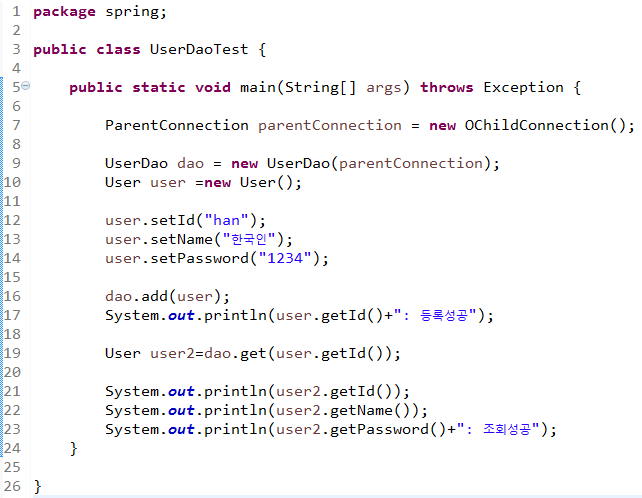 1 package spring;
2
3 public class UserDaoTest {
4
5 public static void main(String[] args) throws Exception {
6
7 ParentConnection parentConnection = new OChildConnection();
8
9 UserDao dao = new UserDao(parentConnection);
10 User user =new User();
11
12 user.setId("han");
13 user.setName("한국인");
14 user.setPassword("1234");
15
16 dao.add(user);
17 System.out.println(user.getId()+": 등록성공");
18
19 User user2=dao.get(user.getId());
20
21 System.out.println(user2.getId());
22 System.out.println(user2.getName());
23 System.out.println(user2.getPassword()+": 조회성공");
24 }
25
26 }